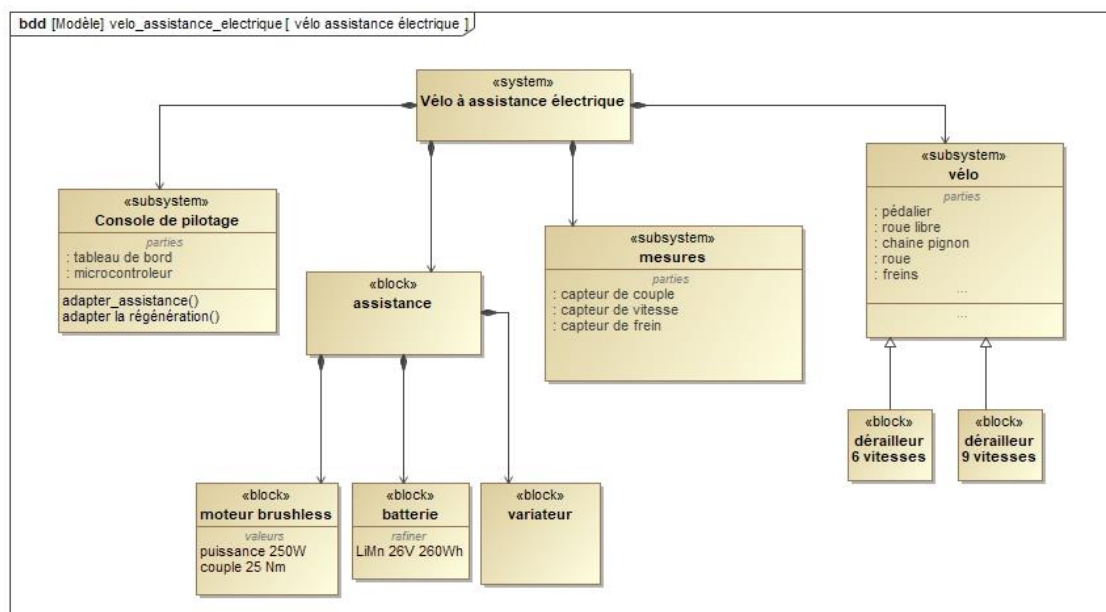 bdd [Modèle] velo_assistance_electrique [ vélo assistance électrique ]
«system»
Vélo à assistance électrique
«subsystem»
Console de pilotage
parties
: tableau de bord
: microcontroleur
adapter_assistance()
adapter la régénération()
«block»
assistance
«subsystem»
mesures
parties
: capteur de couple
: capteur de vitesse
: capteur de frein
«subsystem»
vélo
parties
: pédalier
: roue libre
: chaine pignon
: roue
: freins
...
...
«block»
dérailleur
6 vitesses
«block»
dérailleur
9 vitesses
«block»
moteur brushless
valeurs
puissance 250W
couple 25 Nm
«block»
batterie
rafiner
LiMn 26V 260Wh
«block»
variateur